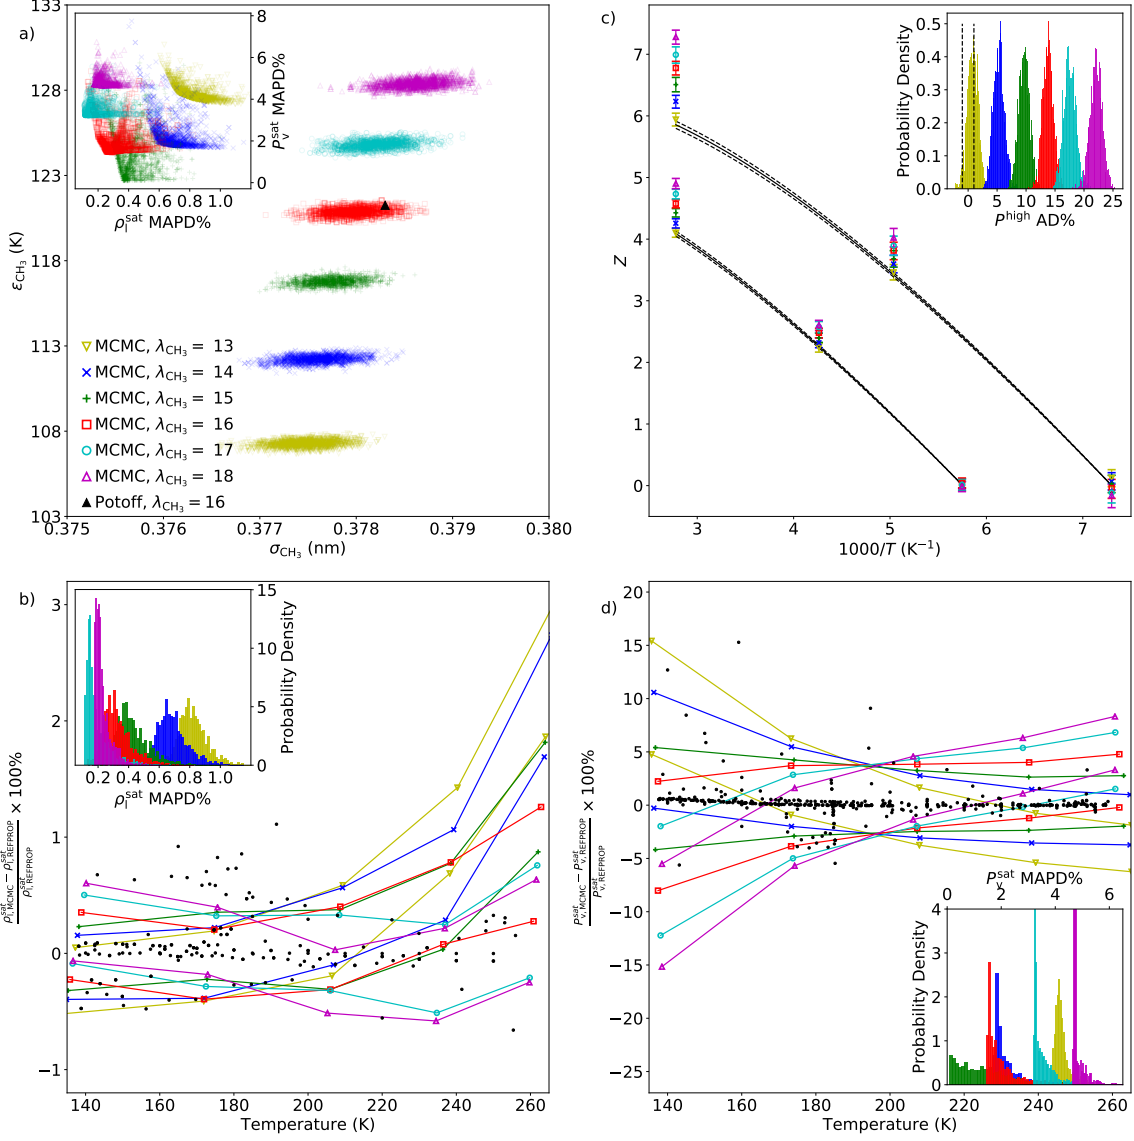 a)
133
128
123
118
113
108
103
ε_CH₃ (K)
0.375
0.376
0.377
0.378
0.379
0.380
σ_CH₃ (nm)
8
6
4
2
0
P_v^sat MAPD%
0.2 0.4 0.6 0.8 1.0
ρ_l^sat MAPD%
MCMC, λ_CH₃ = 13
MCMC, λ_CH₃ = 14
MCMC, λ_CH₃ = 15
MCMC, λ_CH₃ = 16
MCMC, λ_CH₃ = 17
MCMC, λ_CH₃ = 18
Potoff, λ_CH₃ = 16
c)
7
6
5
4
3
2
1
0
Z
3 4 5 6 7
1000/T (K⁻¹)
0.5
0.4
0.3
0.2
0.1
0.0
Probability Density
0 5 10 15 20 25
P^high AD%
b)
3
2
1
0
−1
(ρ_l,MCMC^sat − ρ_l,REFPROP^sat) / ρ_l,REFPROP^sat × 100%
140 160 180 200 220 240 260
Temperature (K)
15
10
5
0
Probability Density
0.2 0.4 0.6 0.8 1.0
ρ_l^sat MAPD%
d)
20
15
10
5
0
−5
−10
−15
−20
−25
(P_v,MCMC^sat − P_v,REFPROP^sat) / P_v,REFPROP^sat × 100%
140 160 180 200 220 240 260
Temperature (K)
P_v^sat MAPD%
0 2 4 6
4
3
2
1
0
Probability Density